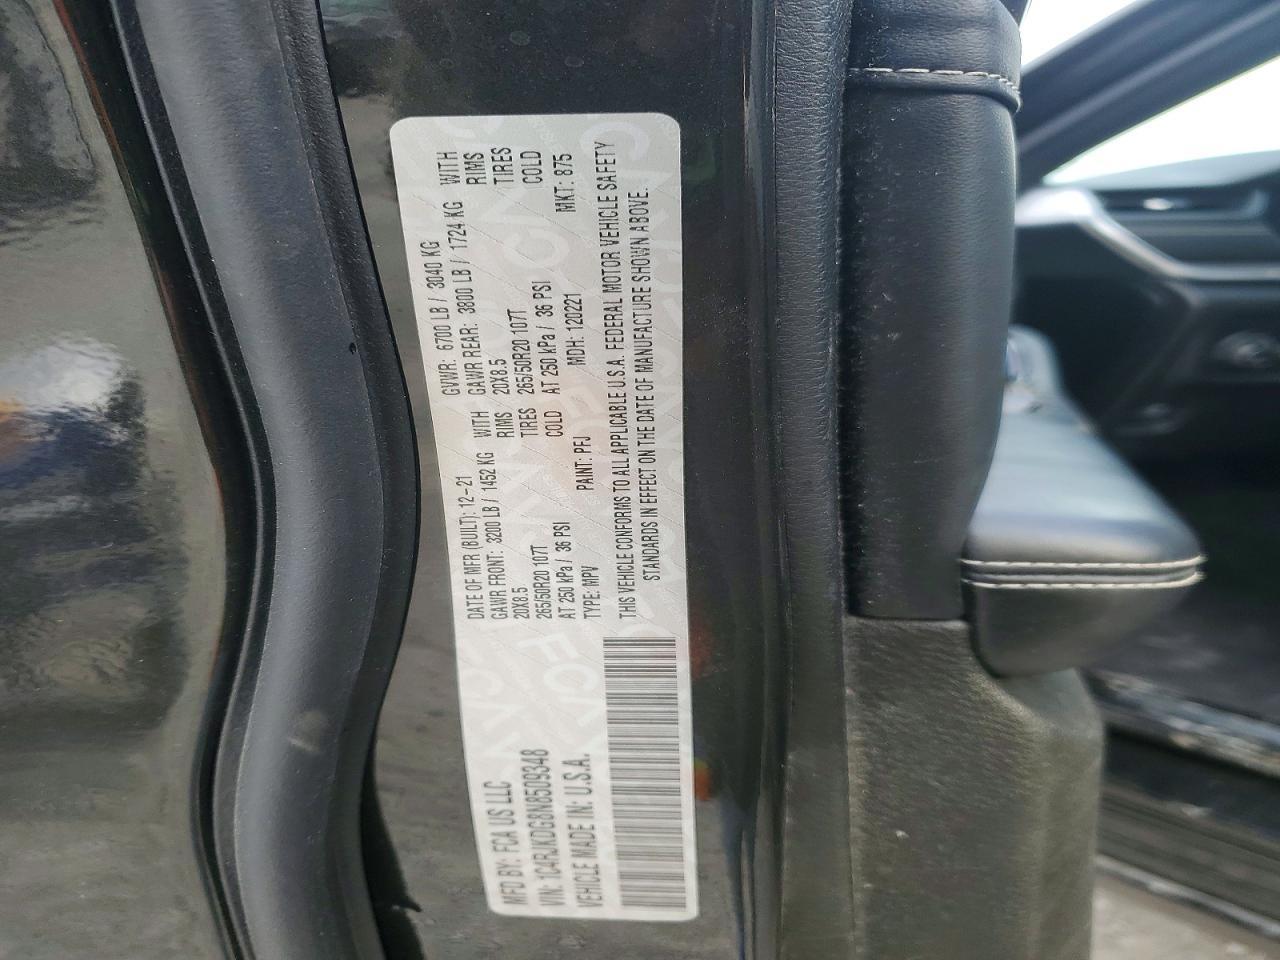 MFD BY: FCA US LLC
VIN: 1C4RJKDG8N8509348
VEHICLE MADE IN: U.S.A.
DATE OF MFR (BUILT): 12-21 GVWR: 6700 LB / 3040 KG
GAWR FRONT: 3200 LB / 1452 KG WITH GAWR REAR: 3800 LB / 1724 KG WITH
20X8.5 RIMS 20X8.5 RIMS
265/50R20 107T TIRES 265/50R20 107T TIRES
AT 250 kPa / 36 PSI COLD AT 250 kPa / 36 PSI COLD
TYPE: MPV PAINT: PFJ MDH: 120221 MKT: 875
THIS VEHICLE CONFORMS TO ALL APPLICABLE U.S.A. FEDERAL MOTOR VEHICLE SAFETY
STANDARDS IN EFFECT ON THE DATE OF MANUFACTURE SHOWN ABOVE.